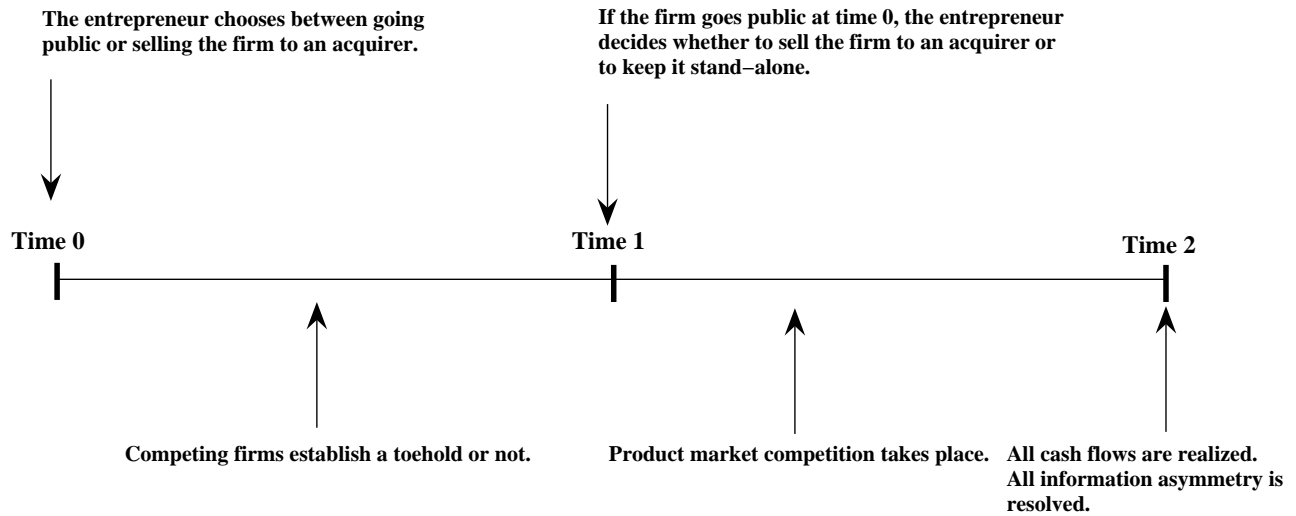 The entrepreneur chooses between going
public or selling the firm to an acquirer.
If the firm goes public at time 0, the entrepreneur
decides whether to sell the firm to an acquirer or
to keep it stand−alone.
Time 0
Time 1
Time 2
Competing firms establish a toehold or not.
Product market competition takes place.
All cash flows are realized.
All information asymmetry is
resolved.